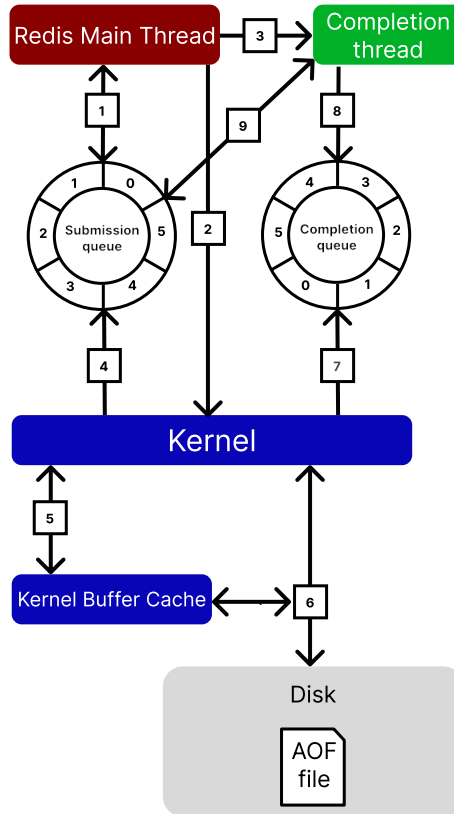 Redis Main Thread
3
Completion
thread
1
9
8
1
0
2
5
3
4
Submission
queue
2
4
3
5
2
0
1
Completion
queue
4
7
Kernel
5
Kernel Buffer Cache
6
Disk
AOF
file